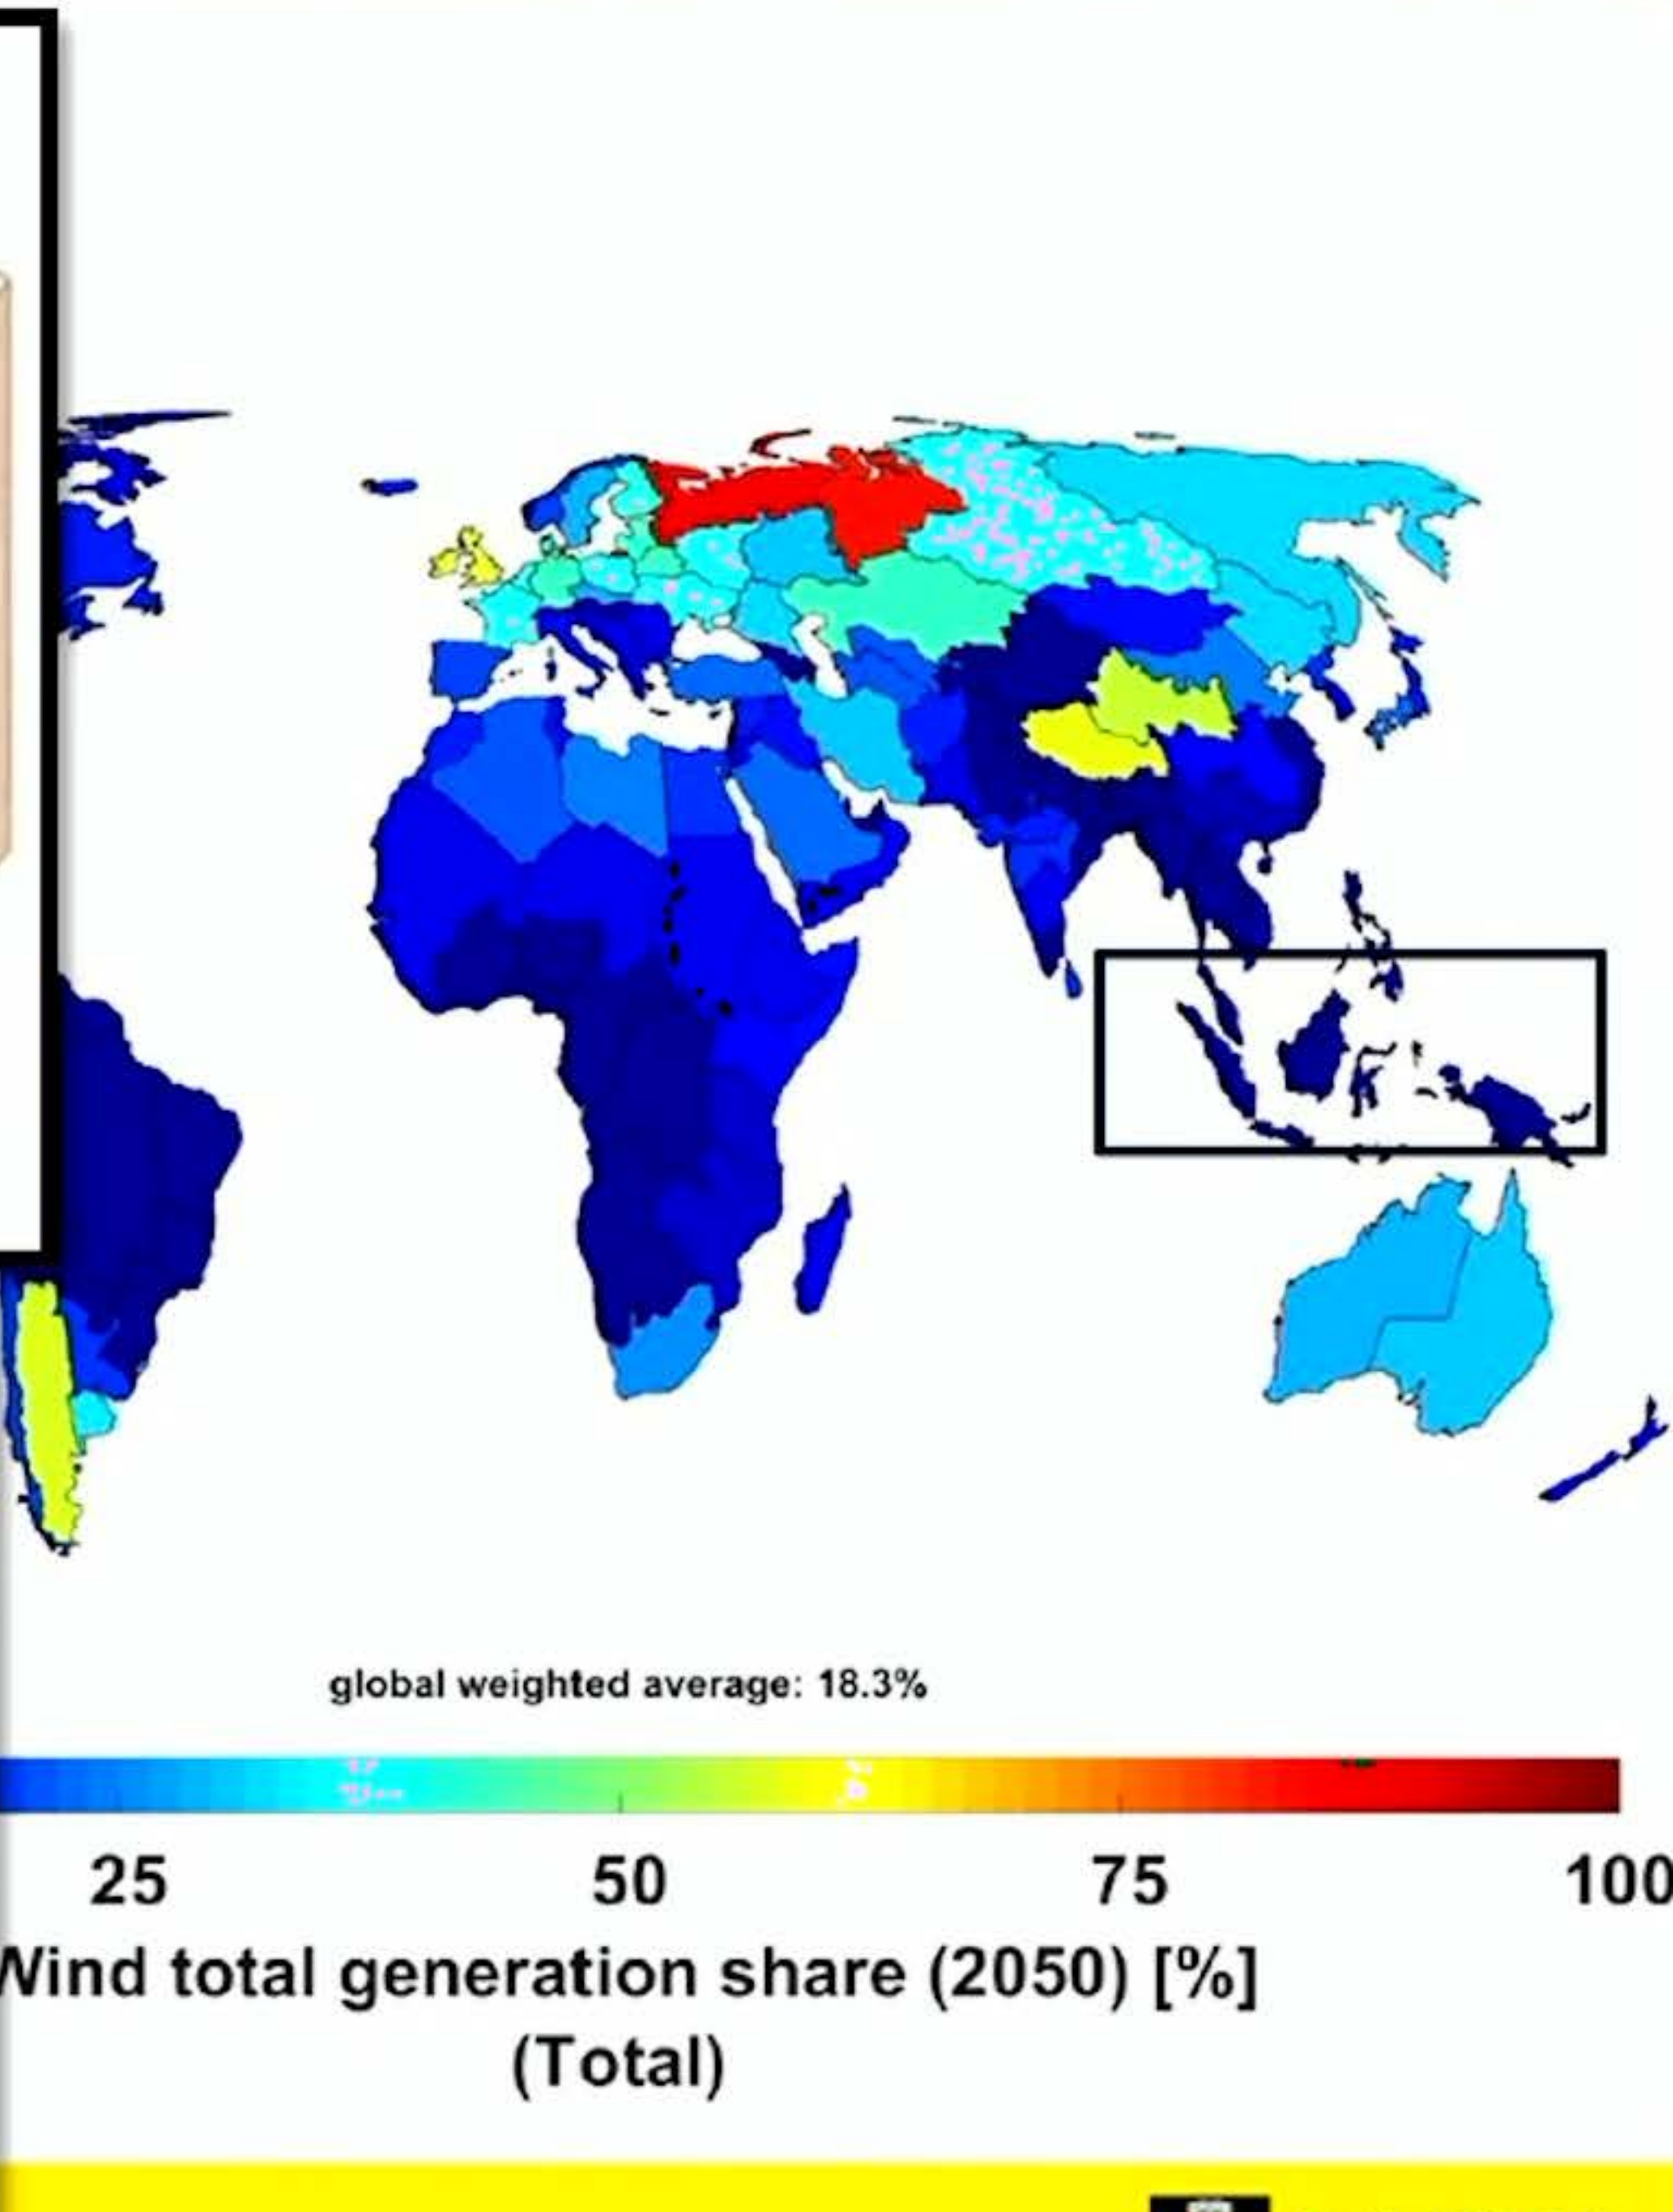 global weighted average: 18.3%
25 50 75 100
Wind total generation share (2050) [%]
(Total)